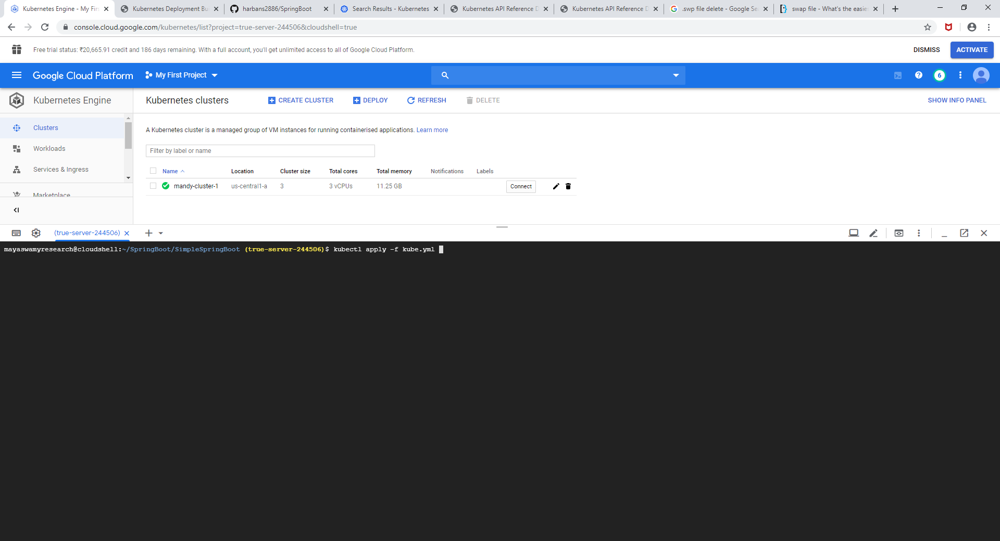 Kubernetes Engine - My Firs
Kubernetes Deployment Bu
harbans2886/SpringBoot
Search Results - Kubernetes
Kubernetes API Reference D
Kubernetes API Reference D
.swp file delete - Google Se
swap file - What's the easies
console.cloud.google.com/kubernetes/list?project=true-server-244506&cloudshell=true
Free trial status: ₹20,665.91 credit and 186 days remaining. With a full account, you'll get unlimited access to all of Google Cloud Platform.
DISMISS
ACTIVATE
Google Cloud Platform
My First Project
6
Kubernetes Engine
Kubernetes clusters
CREATE CLUSTER
DEPLOY
REFRESH
DELETE
SHOW INFO PANEL
Clusters
Workloads
Services & Ingress
Marketplace
A Kubernetes cluster is a managed group of VM instances for running containerised applications. Learn more
Filter by label or name
Name Location Cluster size Total cores Total memory Notifications Labels
mandy-cluster-1 us-central1-a 3 3 vCPUs 11.25 GB Connect
(true-server-244506)
mayaswamyresearch@cloudshell:~/SpringBoot/SimpleSpringBoot (true-server-244506)$ kubectl apply -f kube.yml